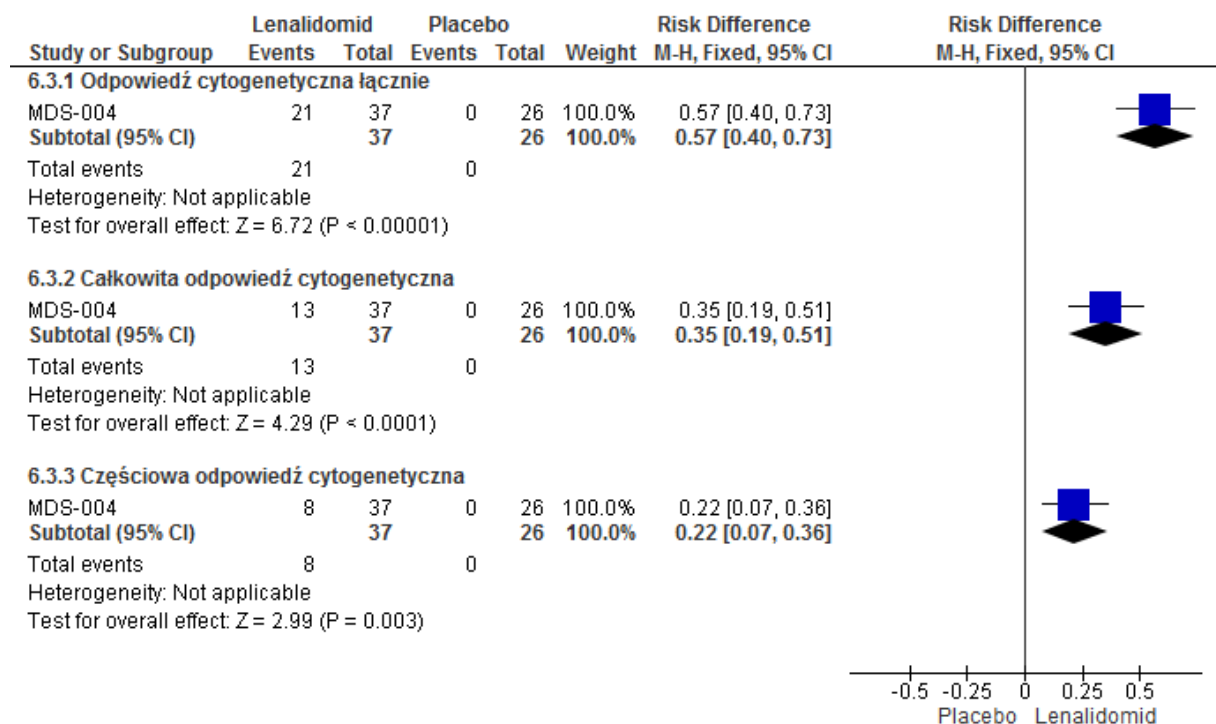 Lenalidomid Placebo Risk Difference Risk Difference
Study or Subgroup Events Total Events Total Weight M-H, Fixed, 95% CI M-H, Fixed, 95% CI
6.3.1 Odpowiedź cytogenetyczna łącznie
MDS-004 21 37 0 26 100.0% 0.57 [0.40, 0.73]
Subtotal (95% CI) 37 26 100.0% 0.57 [0.40, 0.73]
Total events 21 0
Heterogeneity: Not applicable
Test for overall effect: Z = 6.72 (P < 0.00001)
6.3.2 Całkowita odpowiedź cytogenetyczna
MDS-004 13 37 0 26 100.0% 0.35 [0.19, 0.51]
Subtotal (95% CI) 37 26 100.0% 0.35 [0.19, 0.51]
Total events 13 0
Heterogeneity: Not applicable
Test for overall effect: Z = 4.29 (P < 0.0001)
6.3.3 Częściowa odpowiedź cytogenetyczna
MDS-004 8 37 0 26 100.0% 0.22 [0.07, 0.36]
Subtotal (95% CI) 37 26 100.0% 0.22 [0.07, 0.36]
Total events 8 0
Heterogeneity: Not applicable
Test for overall effect: Z = 2.99 (P = 0.003)
-0.5 -0.25 0 0.25 0.5
Placebo Lenalidomid